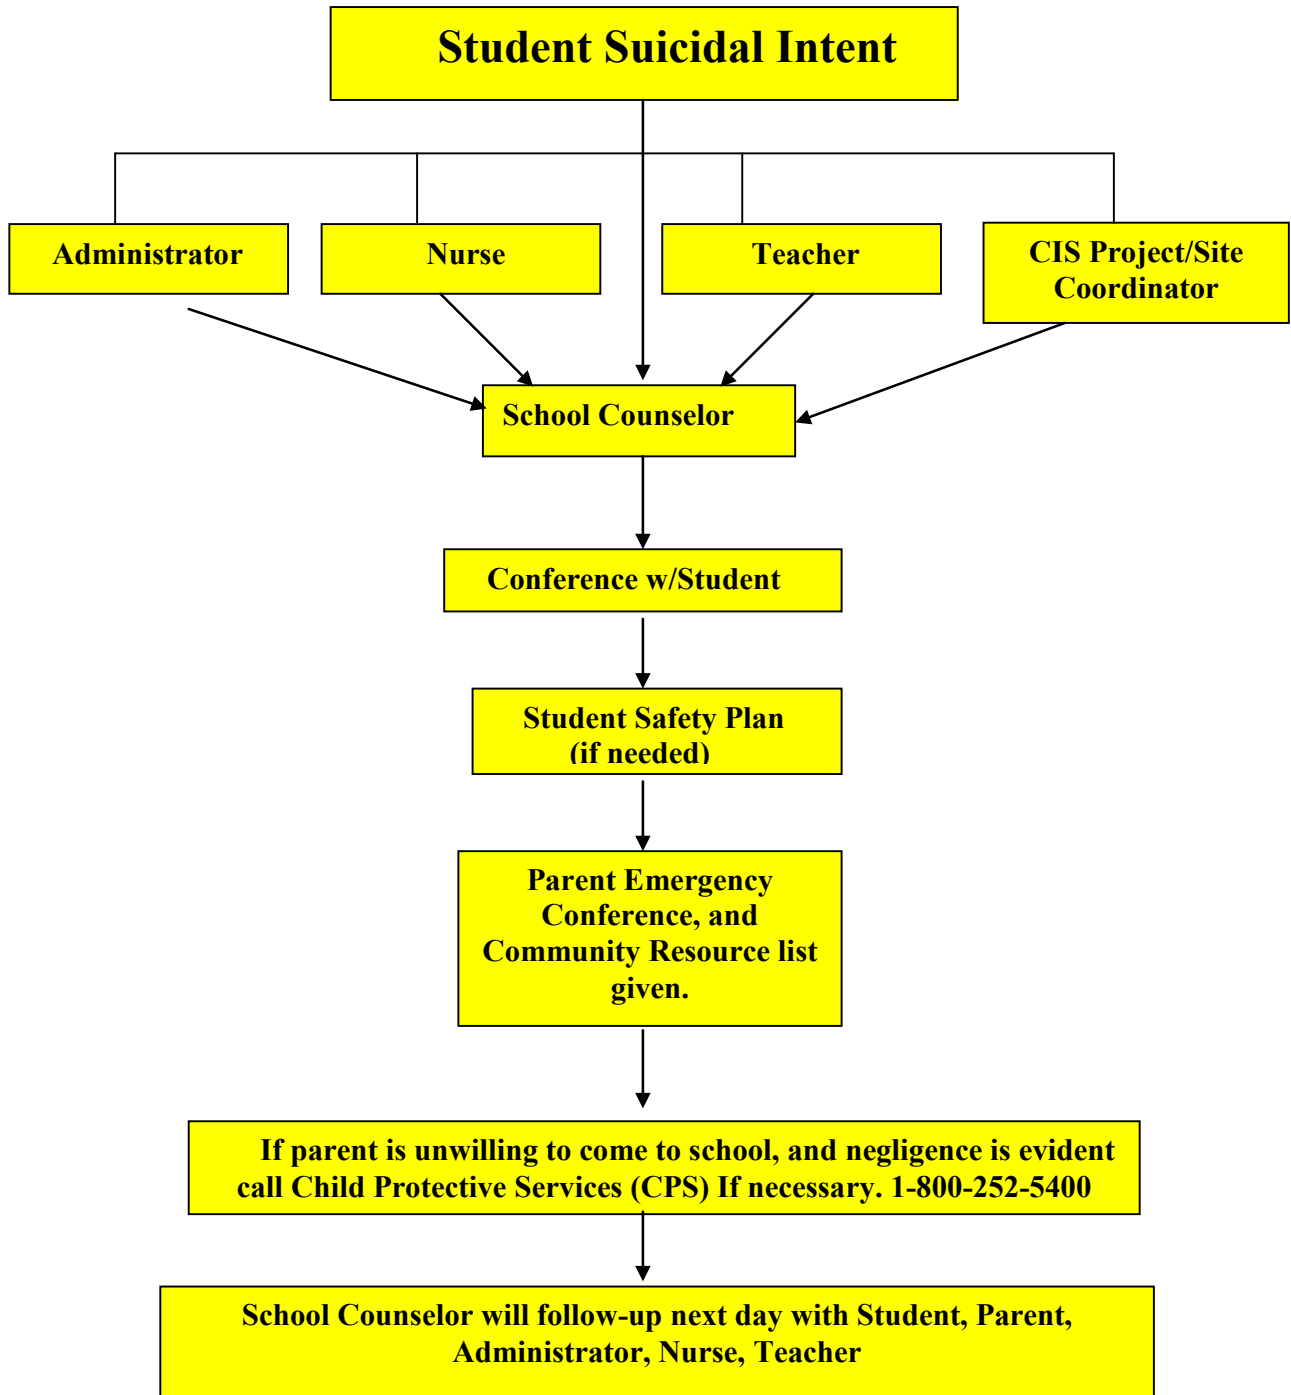 Student Suicidal Intent
Administrator
Nurse
Teacher
CIS Project/Site
Coordinator
School Counselor
Conference w/Student
Student Safety Plan
(if needed)
Parent Emergency
Conference, and
Community Resource list
given.
If parent is unwilling to come to school, and negligence is evident
call Child Protective Services (CPS) If necessary. 1-800-252-5400
School Counselor will follow-up next day with Student, Parent,
Administrator, Nurse, Teacher